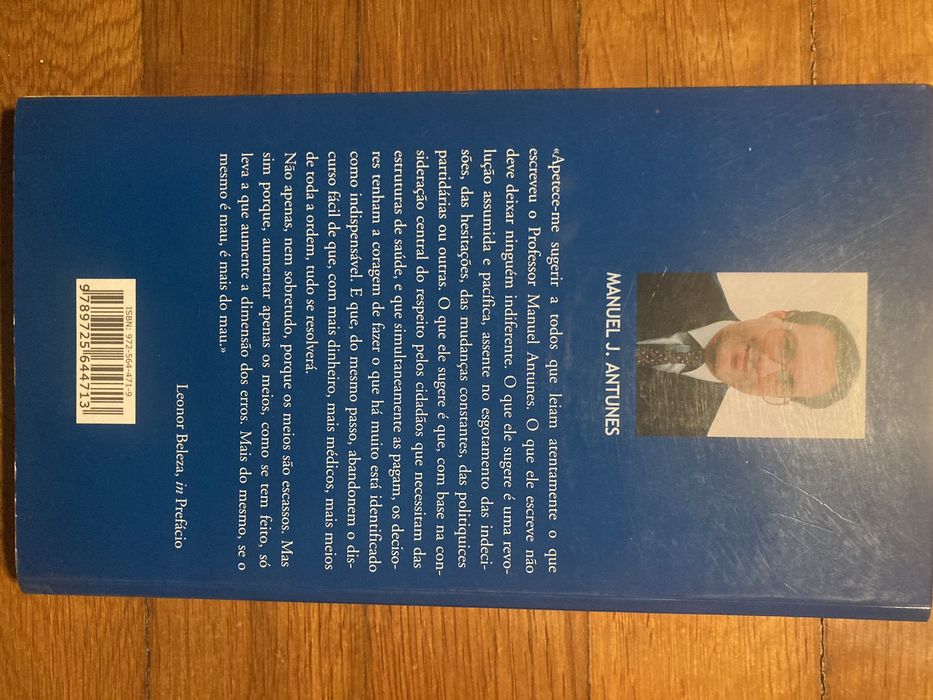 MANUEL J. ANTUNES
«Apetece-me sugerir a todos que leiam atentamente o que
escreveu o Professor Manuel Antunes. O que ele escreve não
deve deixar ninguém indiferente. O que ele sugere é uma revo-
lução assumida e pacífica, assente no esgotamento das indeci-
sões, das hesitações, das mudanças constantes, das politiquices
partidárias ou outras. O que ele sugere é que, com base na con-
sideração central do respeito pelos cidadãos que necessitam das
estruturas de saúde, e que simultaneamente as pagam, os deciso-
res tenham a coragem de fazer o que há muito está identificado
como indispensável. E que, do mesmo passo, abandonem o dis-
curso fácil de que, com mais dinheiro, mais médicos, mais meios
de toda a ordem, tudo se resolverá.
Não apenas, nem sobretudo, porque os meios são escassos. Mas
sim porque, aumentar apenas os meios, como se tem feito, só
leva a que aumente a dimensão dos erros. Mais do mesmo, se o
mesmo é mau, é mais do mau.»
Leonor Beleza, in Prefácio
ISBN: 972-564-471-9
9789725644713